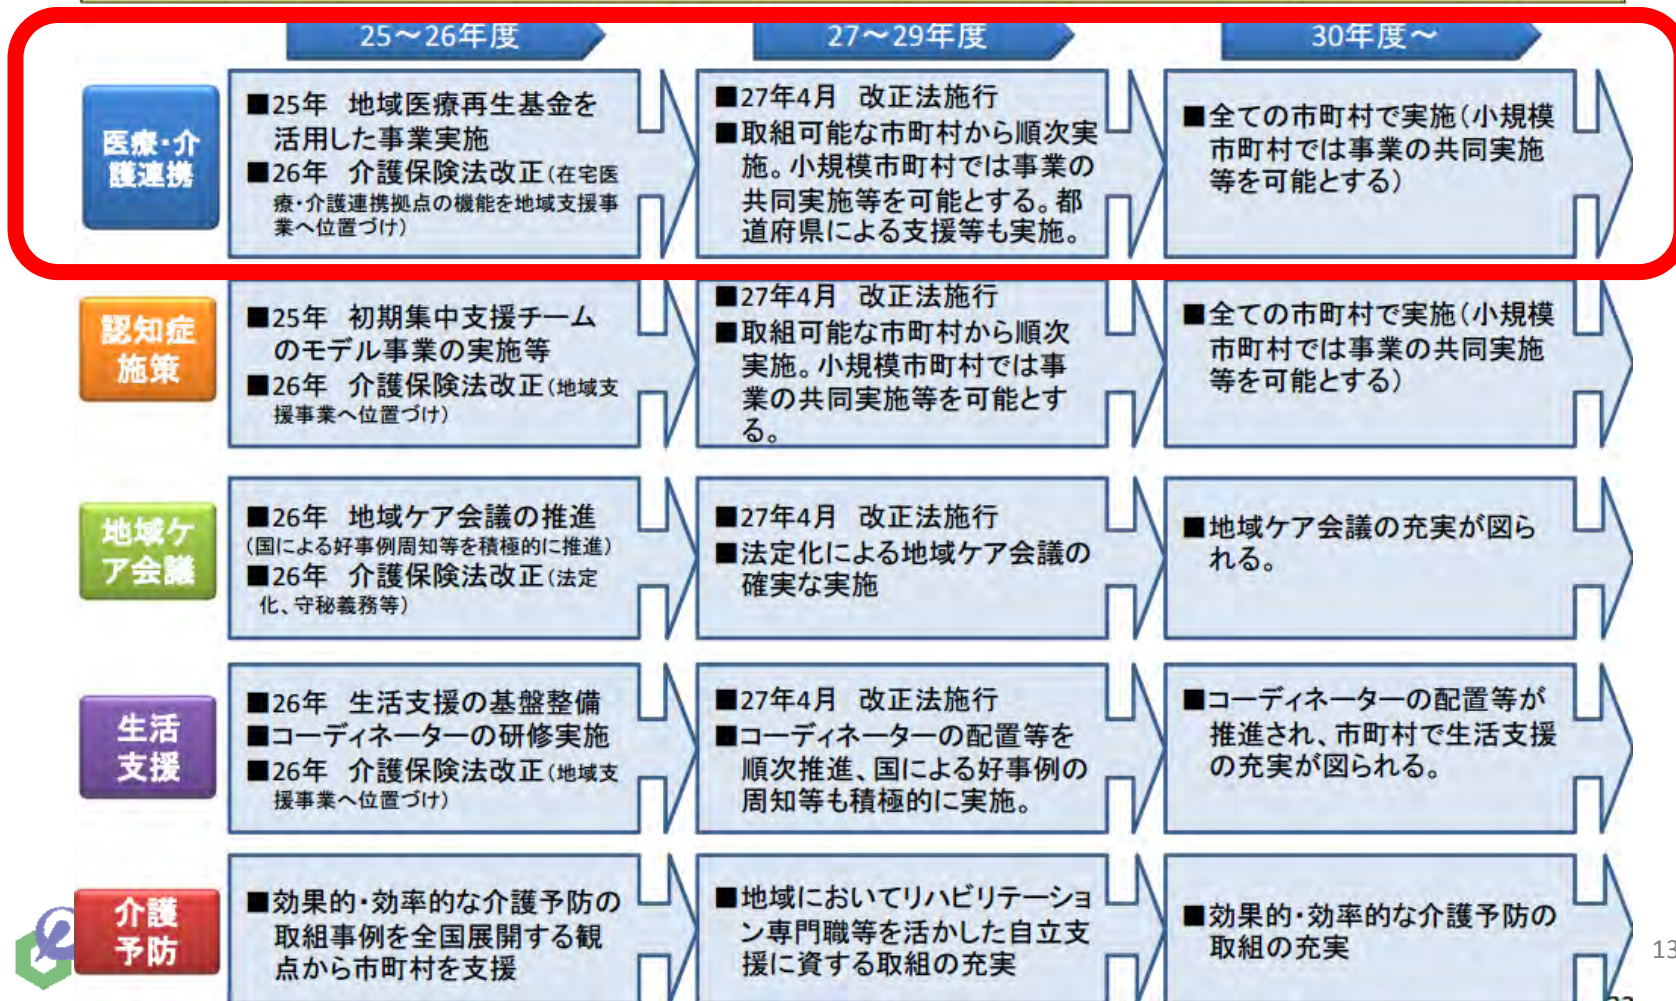 25～26年度
27～29年度
30年度～
医療・介
護連携
■25年 地域医療再生基金を
活用した事業実施
■26年 介護保険法改正(在宅医
療・介護連携拠点の機能を地域支援事
業へ位置づけ)
■27年4月 改正法施行
■取組可能な市町村から順次実
施。小規模市町村では事業の
共同実施等を可能とする。都
道府県による支援等も実施。
■全ての市町村で実施(小規模
市町村では事業の共同実施
等を可能とする)
認知症
施策
■25年 初期集中支援チーム
のモデル事業の実施等
■26年 介護保険法改正(地域支
援事業へ位置づけ)
■27年4月 改正法施行
■取組可能な市町村から順次
実施。小規模市町村では事
業の共同実施等を可能とす
る。
■全ての市町村で実施(小規模
市町村では事業の共同実施
等を可能とする)
地域ケ
ア会議
■26年 地域ケア会議の推進
(国による好事例周知等を積極的に推進)
■26年 介護保険法改正(法定
化、守秘義務等)
■27年4月 改正法施行
■法定化による地域ケア会議の
確実な実施
■地域ケア会議の充実が図ら
れる。
生活
支援
■26年 生活支援の基盤整備
■コーディネーターの研修実施
■26年 介護保険法改正(地域支
援事業へ位置づけ)
■27年4月 改正法施行
■コーディネーターの配置等を
順次推進、国による好事例の
周知等も積極的に実施。
■コーディネーターの配置等が
推進され、市町村で生活支援
の充実が図られる。
介護
予防
■効果的・効率的な介護予防の
取組事例を全国展開する観
点から市町村を支援
■地域においてリハビリテーショ
ン専門職等を活かした自立支
援に資する取組の充実
■効果的・効率的な介護予防の
取組の充実
13